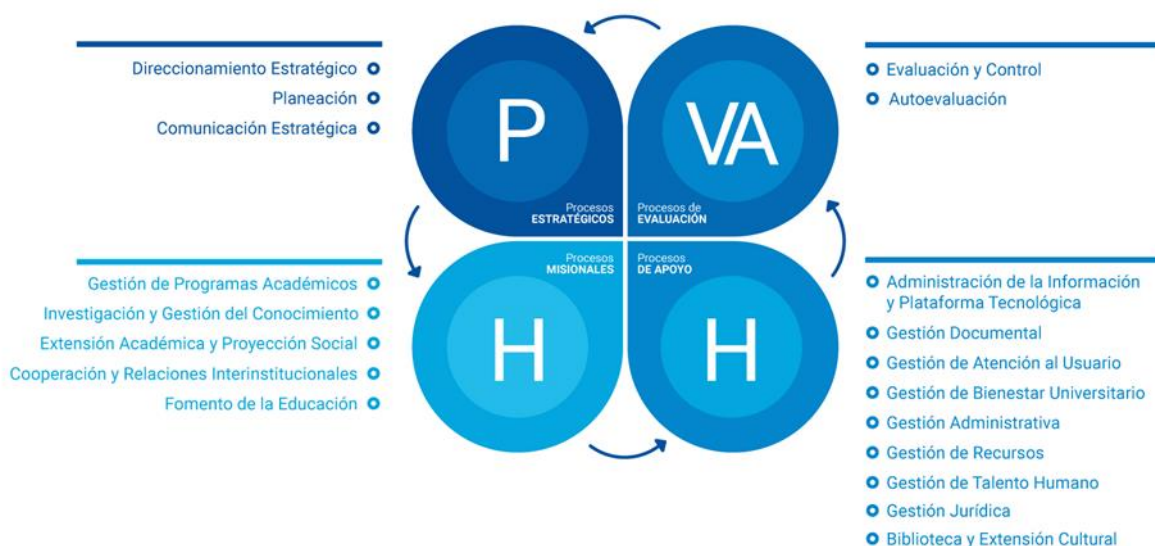 Direccionamiento Estratégico
Planeación
Comunicación Estratégica
P
Procesos
ESTRATÉGICOS
VA
Procesos de
EVALUACIÓN
Evaluación y Control
Autoevaluación
Gestión de Programas Académicos
Investigación y Gestión del Conocimiento
Extensión Académica y Proyección Social
Cooperación y Relaciones Interinstitucionales
Fomento de la Educación
Procesos
MISIONALES
H
Procesos
DE APOYO
H
Administración de la Información
y Plataforma Tecnológica
Gestión Documental
Gestión de Atención al Usuario
Gestión de Bienestar Universitario
Gestión Administrativa
Gestión de Recursos
Gestión de Talento Humano
Gestión Jurídica
Biblioteca y Extensión Cultural